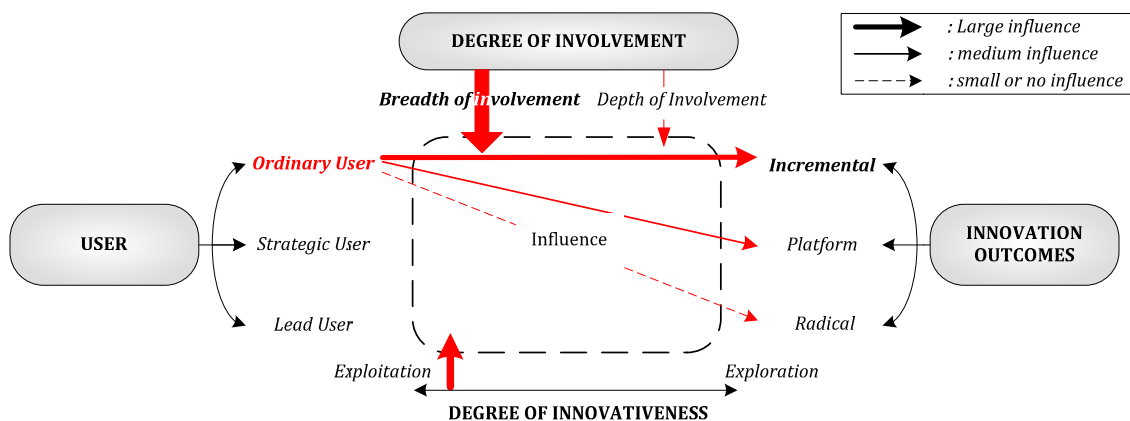 DEGREE OF INVOLVEMENT
: Large influence
: medium influence
: small or no influence
Breadth of involvement
Depth of Involvement
Ordinary User
Incremental
USER
Strategic User
Influence
Platform
INNOVATION
OUTCOMES
Lead User
Radical
Exploitation
Exploration
DEGREE OF INNOVATIVENESS